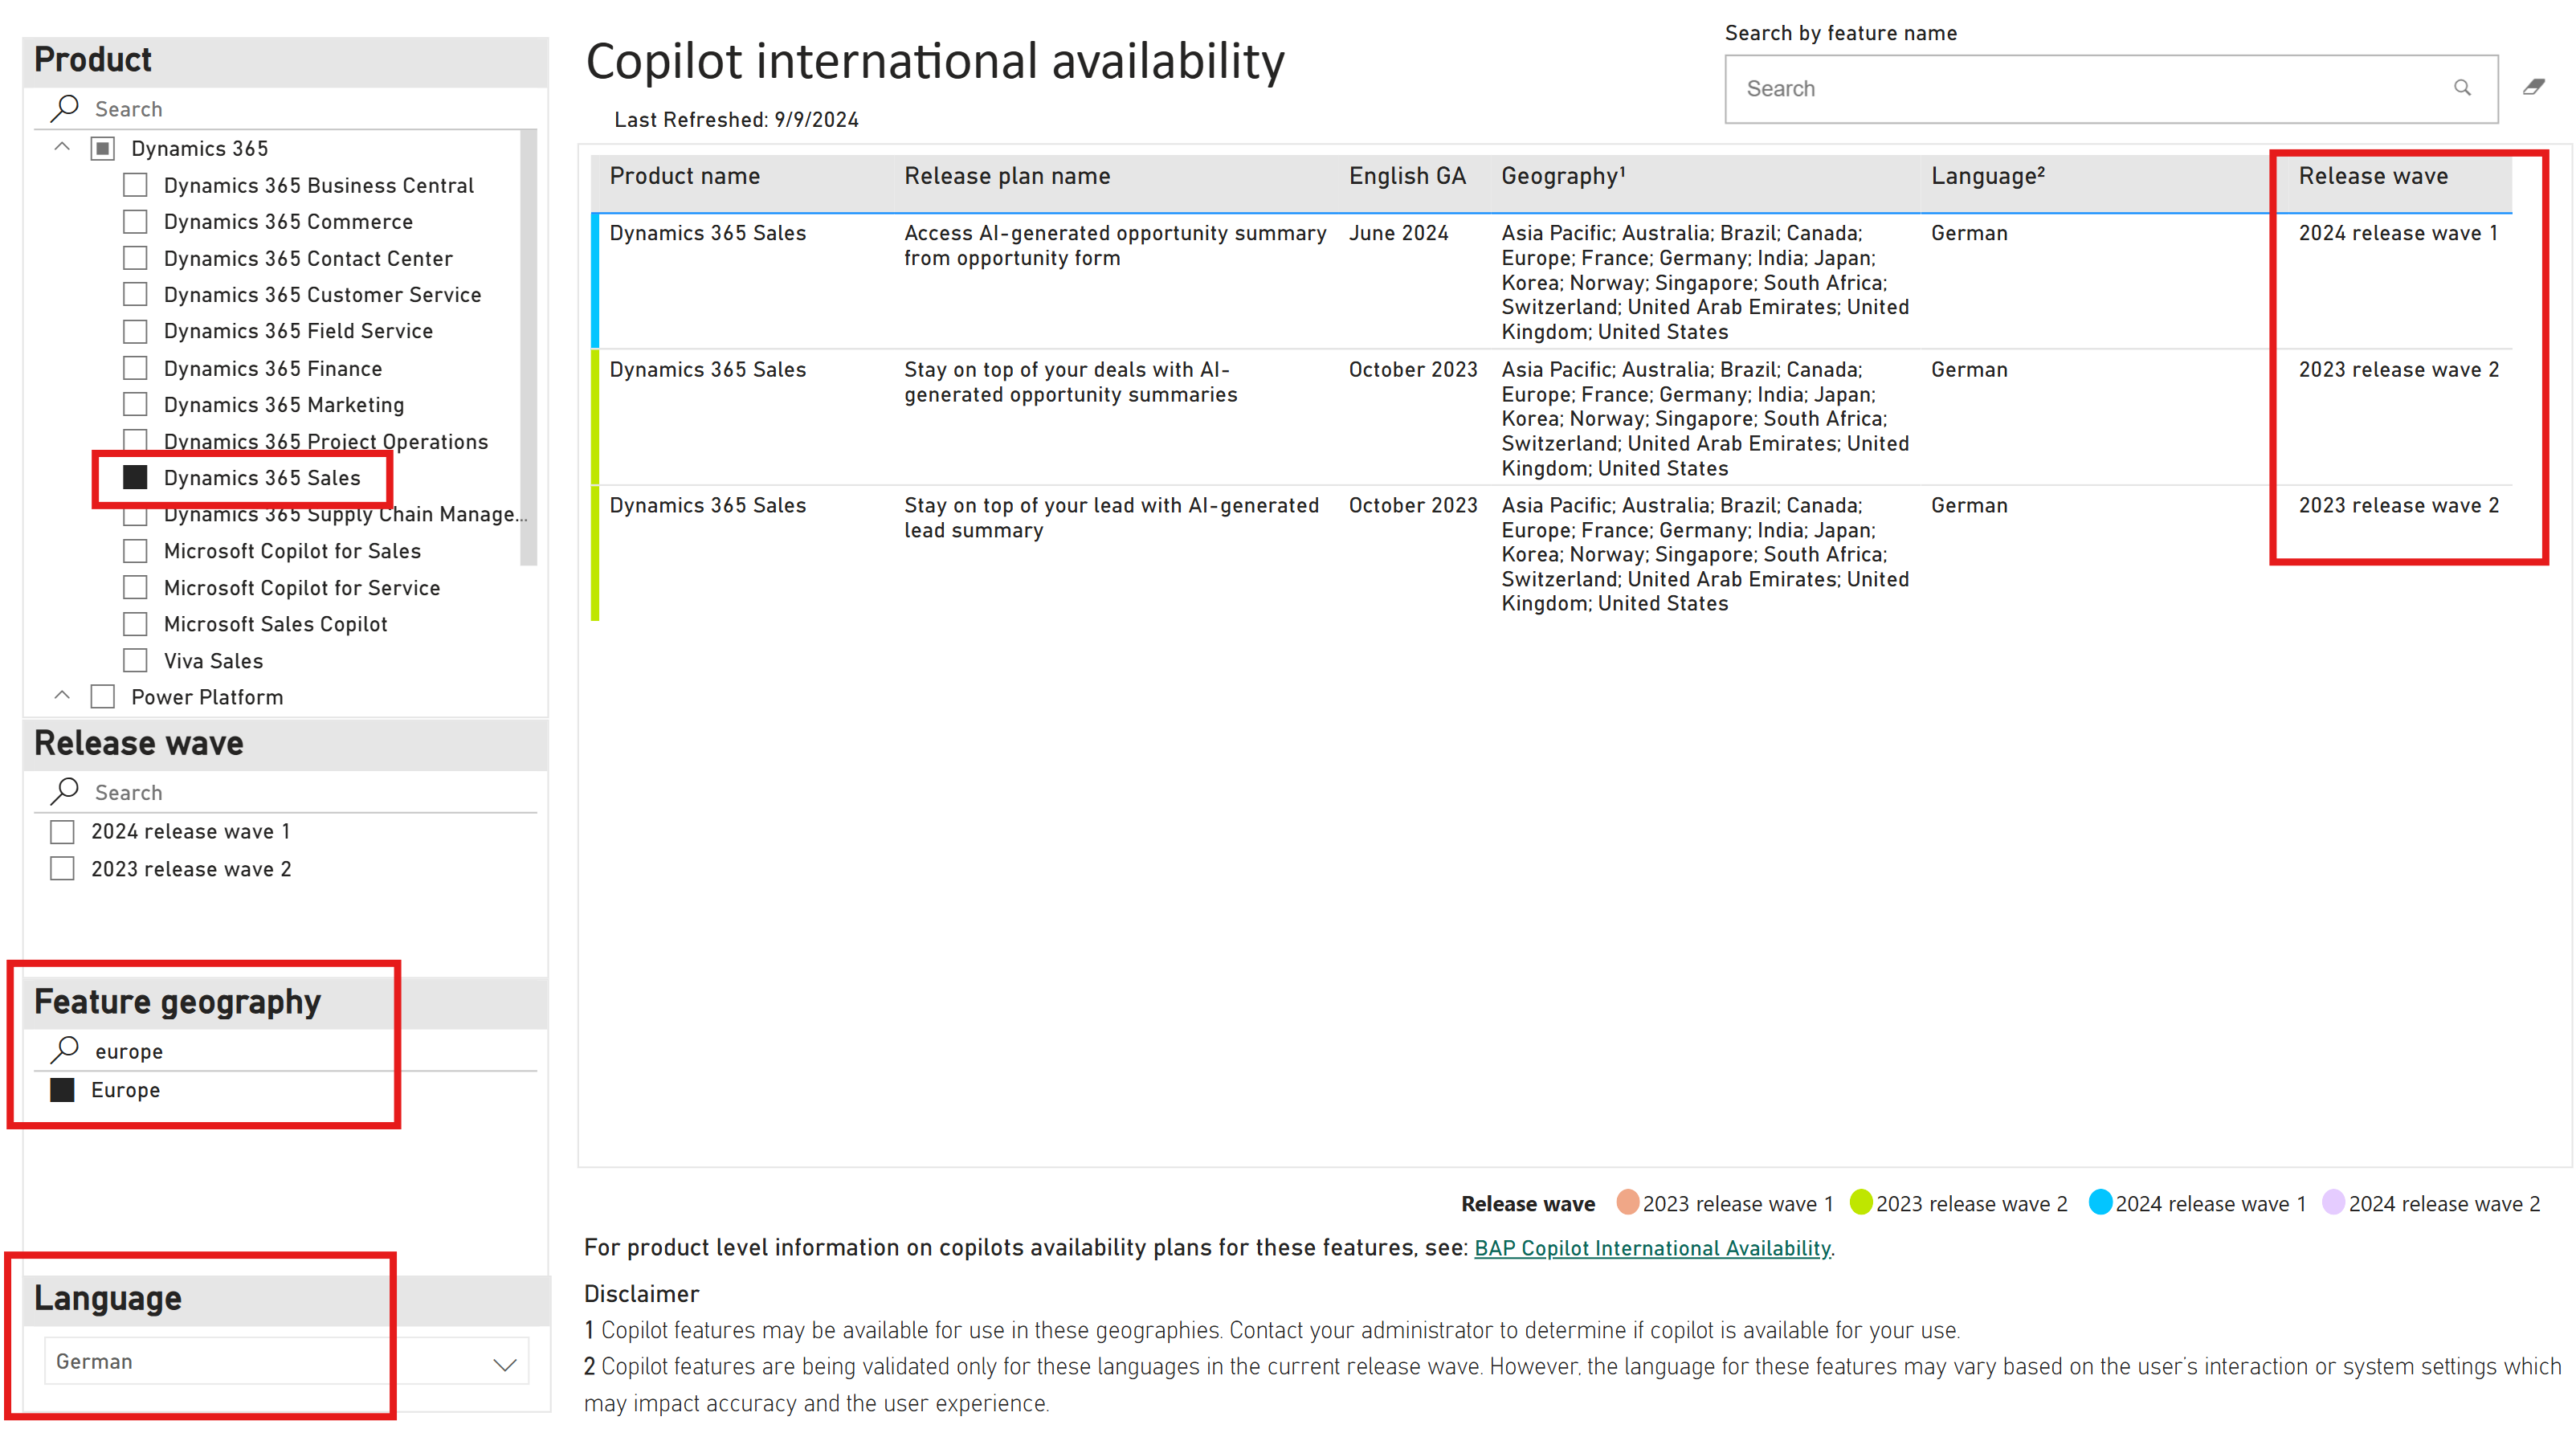 Product
Search
Dynamics 365
Dynamics 365 Business Central
Dynamics 365 Commerce
Dynamics 365 Contact Center
Dynamics 365 Customer Service
Dynamics 365 Field Service
Dynamics 365 Finance
Dynamics 365 Marketing
Dynamics 365 Project Operations
Dynamics 365 Sales
Dynamics 365 Supply Chain Manage...
Microsoft Copilot for Sales
Microsoft Copilot for Service
Microsoft Sales Copilot
Viva Sales
Power Platform
Release wave
Search
2024 release wave 1
2023 release wave 2
Feature geography
europe
Europe
Language
German
Copilot international availability
Last Refreshed: 9/9/2024
Search by feature name
Search
Product name Release plan name English GA Geography¹ Language² Release wave
Dynamics 365 Sales Access AI-generated opportunity summary June 2024 Asia Pacific; Australia; Brazil; Canada; German 2024 release wave 1
from opportunity form Europe; France; Germany; India; Japan;
Korea; Norway; Singapore; South Africa;
Switzerland; United Arab Emirates; United
Kingdom; United States
Dynamics 365 Sales Stay on top of your deals with AI- October 2023 Asia Pacific; Australia; Brazil; Canada; German 2023 release wave 2
generated opportunity summaries Europe; France; Germany; India; Japan;
Korea; Norway; Singapore; South Africa;
Switzerland; United Arab Emirates; United
Kingdom; United States
Dynamics 365 Sales Stay on top of your lead with AI-generated October 2023 Asia Pacific; Australia; Brazil; Canada; German 2023 release wave 2
lead summary Europe; France; Germany; India; Japan;
Korea; Norway; Singapore; South Africa;
Switzerland; United Arab Emirates; United
Kingdom; United States
Release wave 2023 release wave 1 2023 release wave 2 2024 release wave 1 2024 release wave 2
For product level information on copilots availability plans for these features, see: BAP Copilot International Availability.
Disclaimer
1 Copilot features may be available for use in these geographies. Contact your administrator to determine if copilot is available for your use.
2 Copilot features are being validated only for these languages in the current release wave. However, the language for these features may vary based on the user's interaction or system settings which
may impact accuracy and the user experience.